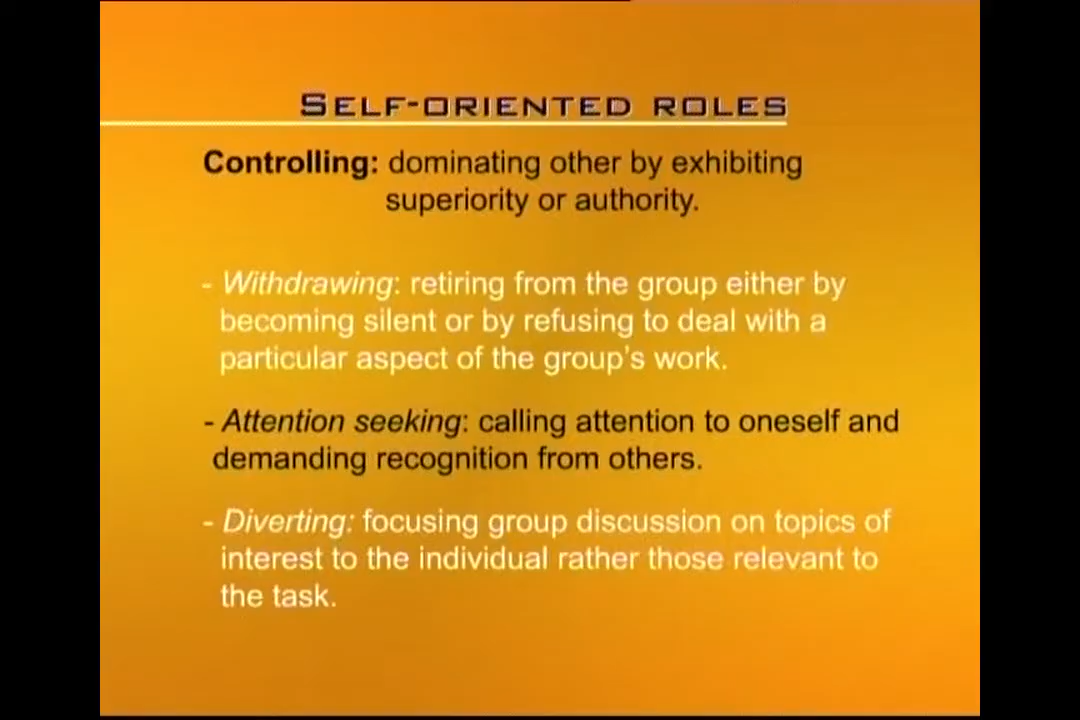 SELF-ORIENTED ROLES
Controlling: dominating other by exhibiting
superiority or authority.
- Withdrawing: retiring from the group either by
becoming silent or by refusing to deal with a
particular aspect of the group's work.
- Attention seeking: calling attention to oneself and
demanding recognition from others.
- Diverting: focusing group discussion on topics of
interest to the individual rather those relevant to
the task.